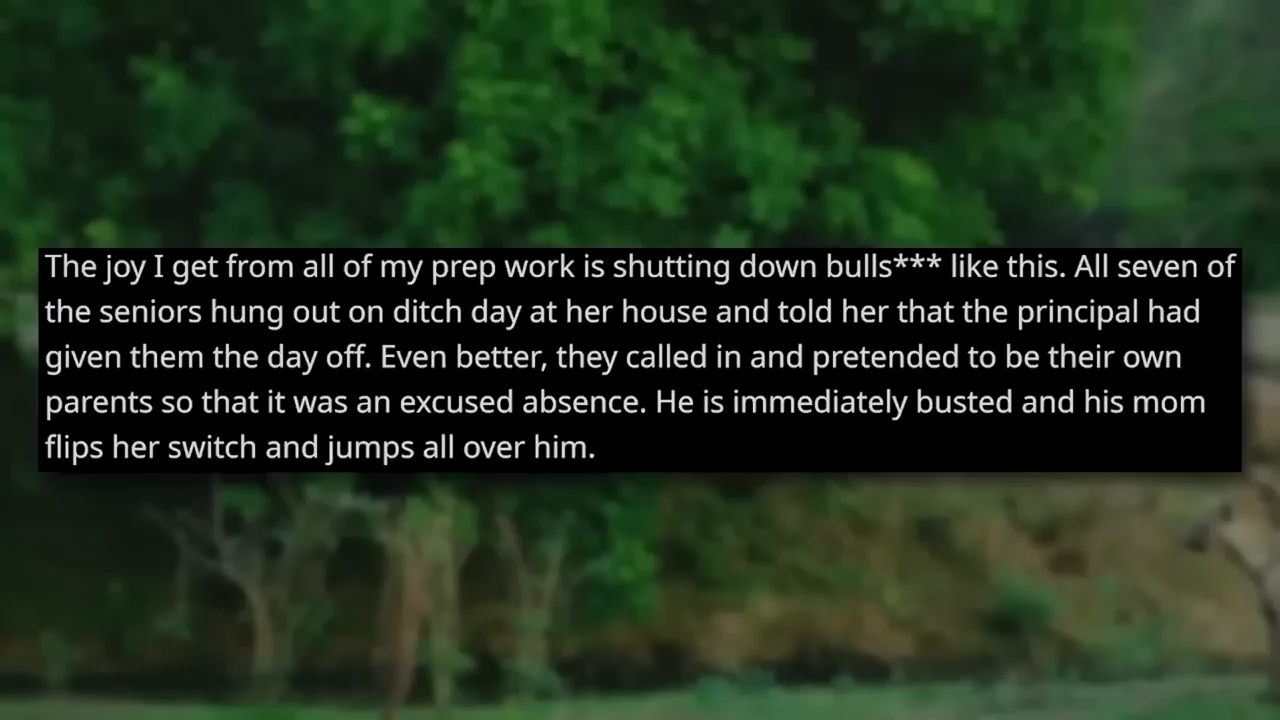 The joy I get from all of my prep work is shutting down bulls*** like this. All seven of
the seniors hung out on ditch day at her house and told her that the principal had
given them the day off. Even better, they called in and pretended to be their own
parents so that it was an excused absence. He is immediately busted and his mom
flips her switch and jumps all over him.